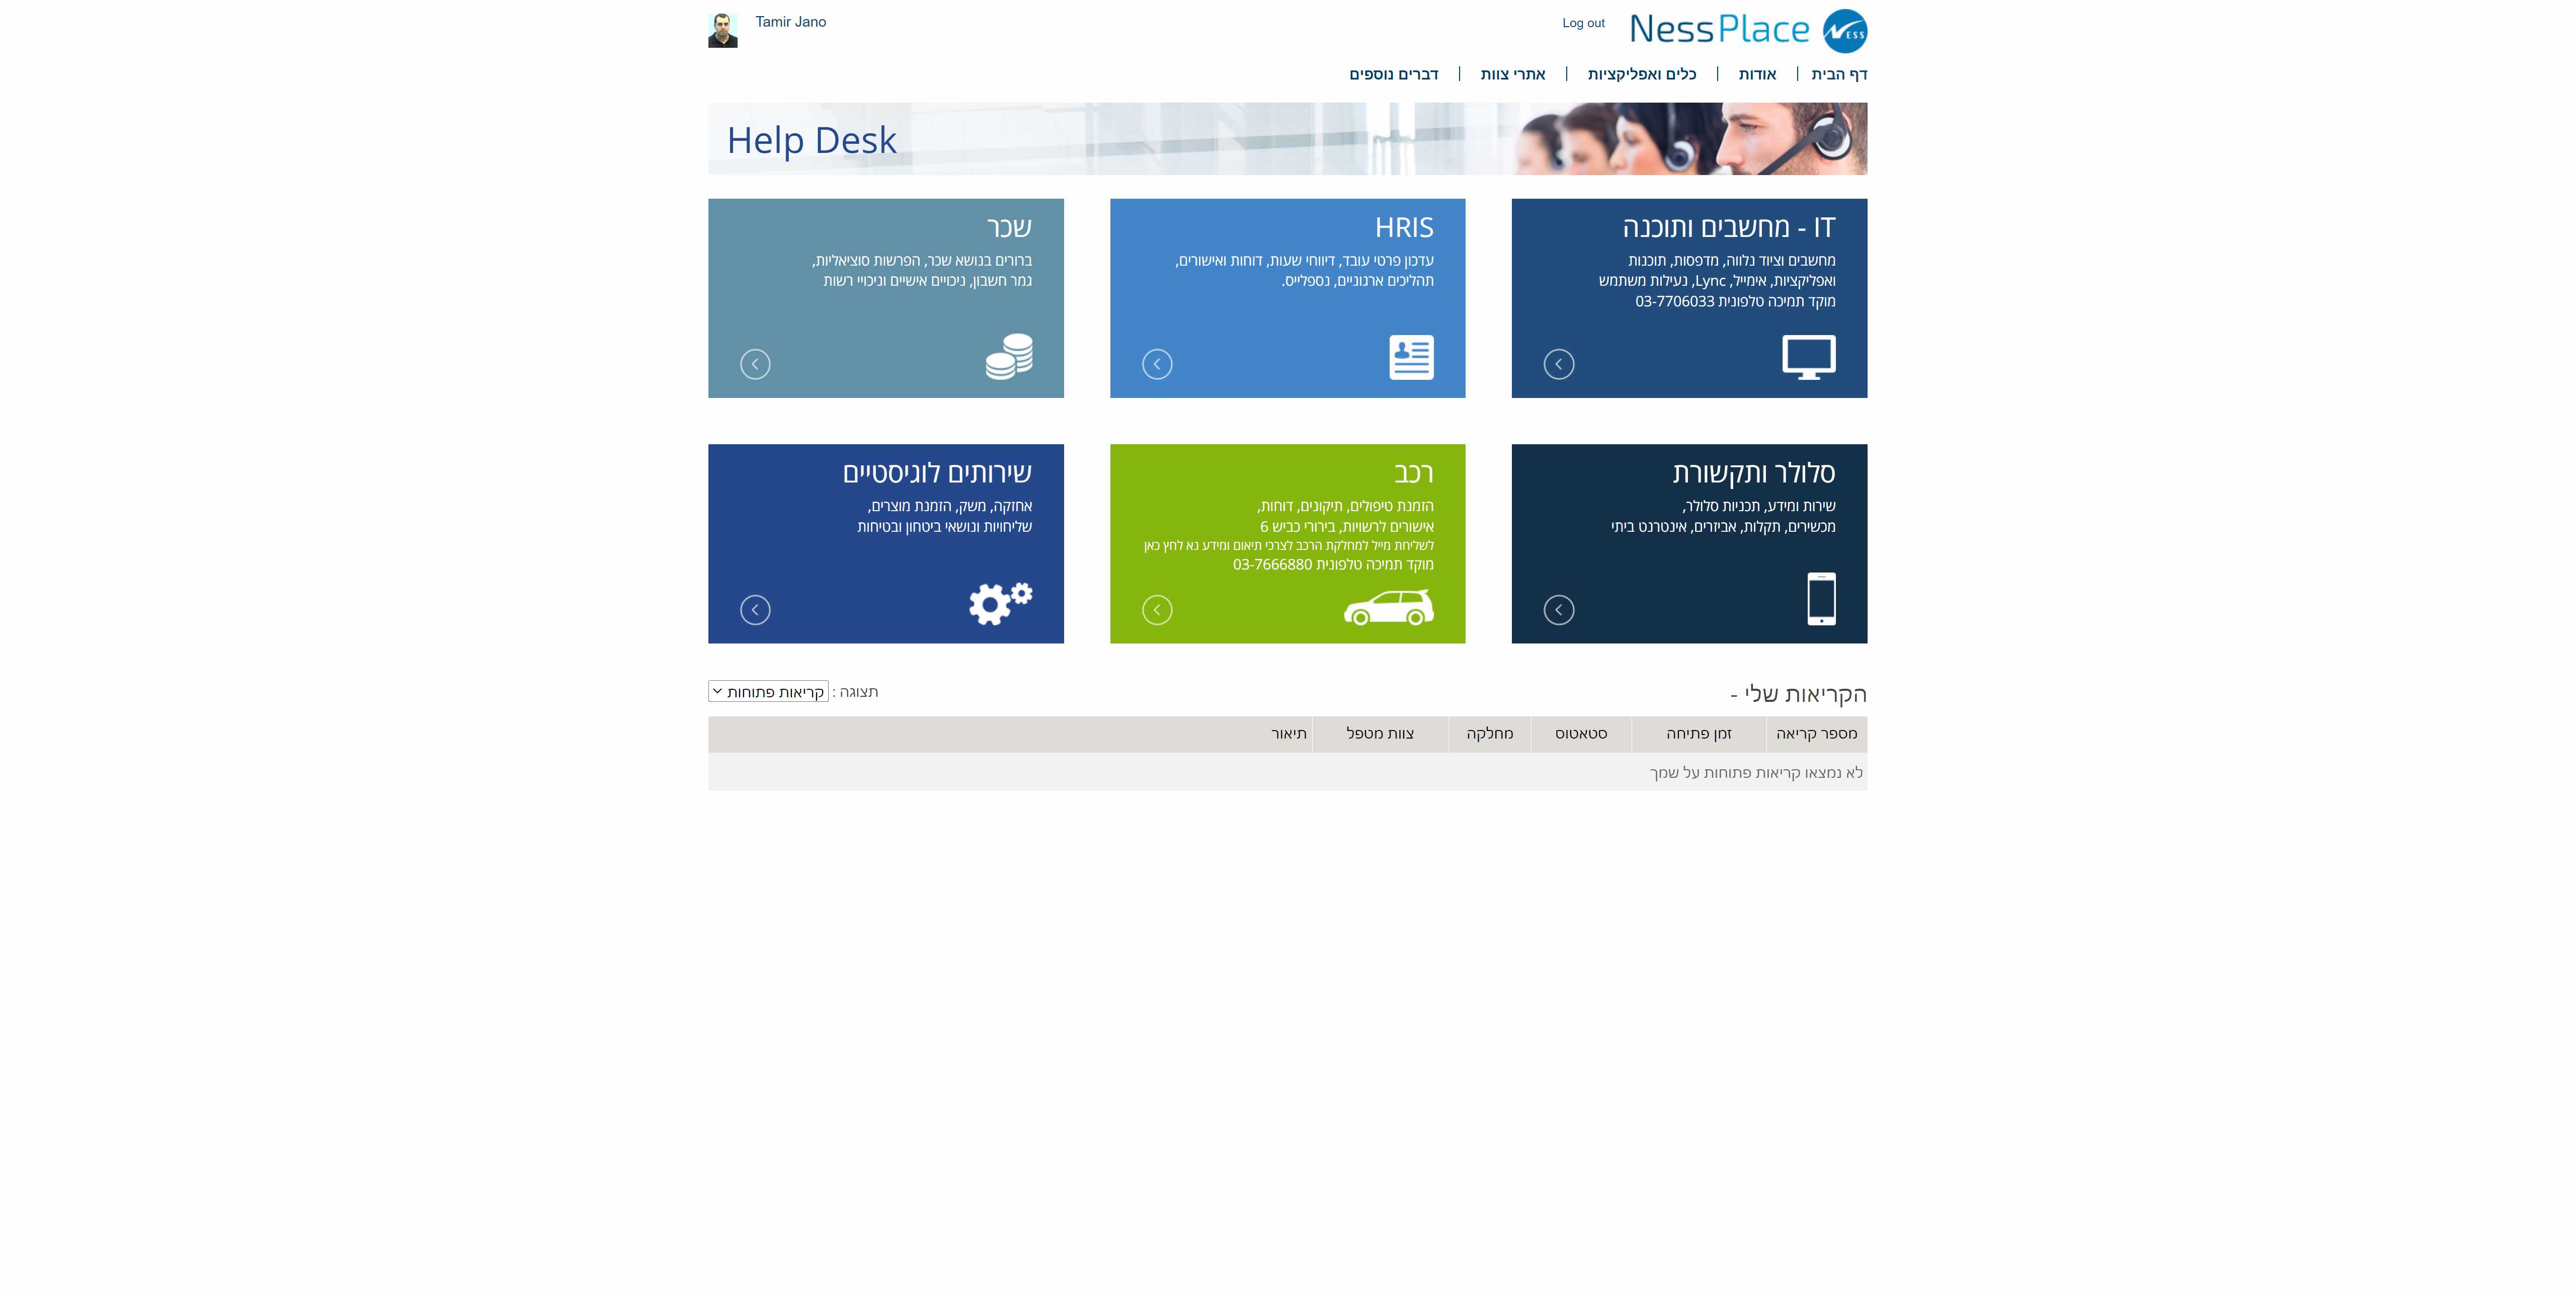 NessPlace
NESS
Log out
Tamir Jano
דף הבית | אודות | כלים ואפליקציות | אתרי צוות | דברים נוספים
Help Desk
IT - מחשבים ותוכנה
מחשבים וציוד נלווה, מדפסות, תוכנות
ואפליקציות, אימייל, Lync, נעילות משתמש
מוקד תמיכה טלפונית 03-7706033
HRIS
עדכון פרטי עובד, דיווחי שעות, דוחות ואישורים,
תהליכים ארגוניים, נספלייס.
שכר
ברורים בנושא שכר, הפרשות סוציאליות,
גמר חשבון, ניכויים אישיים וניכויי רשות
סלולר ותקשורת
שירות ומידע, תכניות סלולר,
מכשירים, תקלות, אביזרים, אינטרנט ביתי
רכב
הזמנת טיפולים, תיקונים, דוחות,
אישורים לרשויות, בירורי כביש 6
לשליחת מייל למחלקת הרכב לצרכי תיאום ומידע נא לחץ כאן
מוקד תמיכה טלפונית 03-7666880
שירותים לוגיסטיים
אחזקה, משק, הזמנת מוצרים,
שליחויות ונושאי ביטחון ובטיחות
הקריאות שלי -
תצוגה : קריאות פתוחות
מספר קריאה זמן פתיחה סטאטוס מחלקה צוות מטפל תיאור
לא נמצאו קריאות פתוחות על שמך